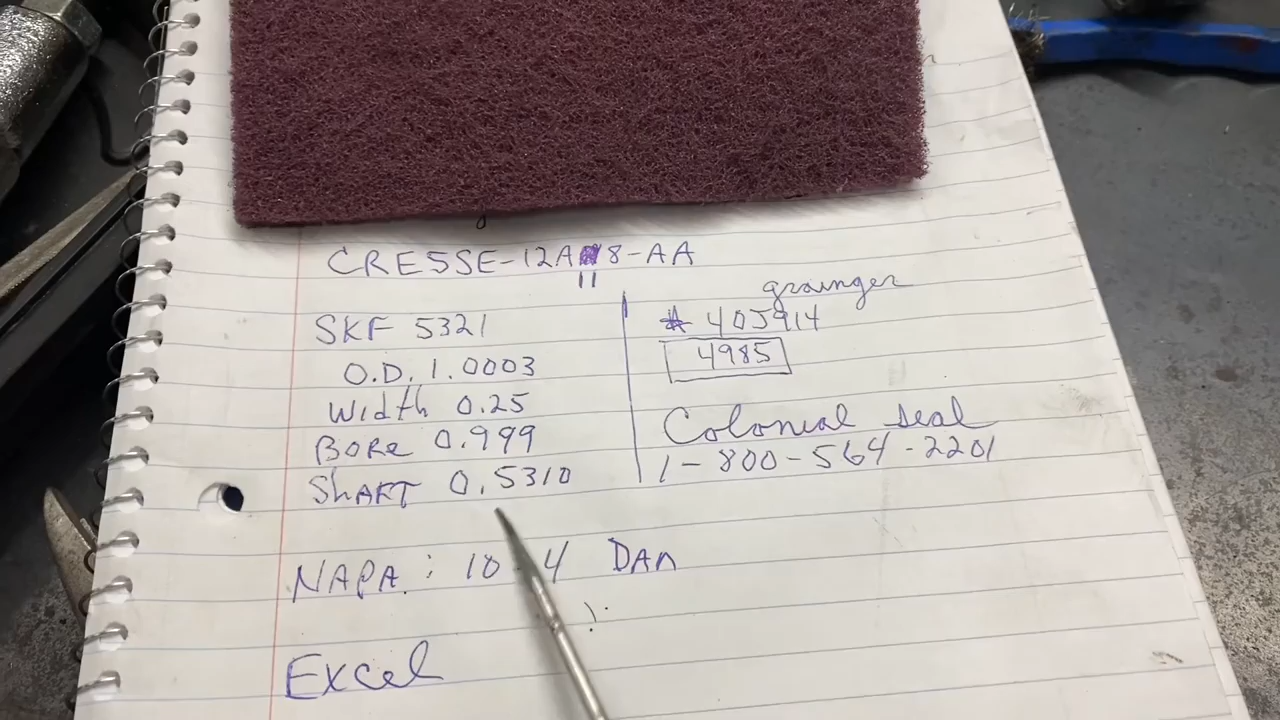 CRESSE-12A 8-AA
11
SKF 5321
O.D. 1.0003
Width 0.25
BORe 0.999
ShAFT 0.5310
grainger
# 405914
4985
Colonial Seal
1-800-564-2201
NAPA: 10-4 DAn
Excel